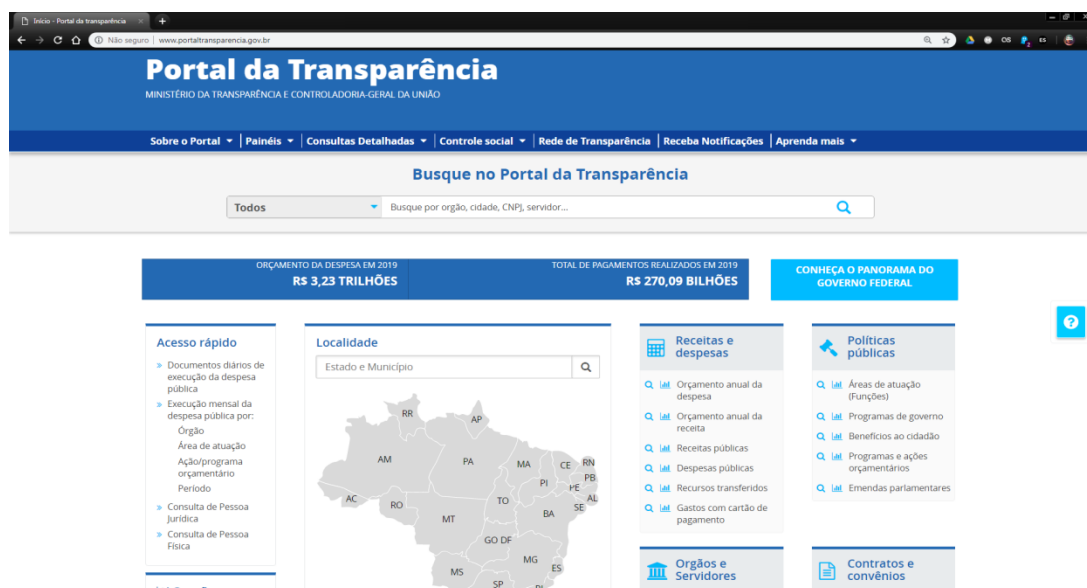 Início - Portal da transparência
Não seguro | www.portaltransparencia.gov.br
Portal da Transparência
MINISTÉRIO DA TRANSPARÊNCIA E CONTROLADORIA-GERAL DA UNIÃO
Sobre o Portal | Painéis | Consultas Detalhadas | Controle social | Rede de Transparência | Receba Notificações | Aprenda mais
Busque no Portal da Transparência
Todos
Busque por orgão, cidade, CNPJ, servidor...
ORÇAMENTO DA DESPESA EM 2019
R$ 3,23 TRILHÕES
TOTAL DE PAGAMENTOS REALIZADOS EM 2019
R$ 270,09 BILHÕES
CONHEÇA O PANORAMA DO
GOVERNO FEDERAL
?
Acesso rápido
Documentos diários de
execução da despesa
pública
Execução mensal da
despesa pública por:
Órgão
Área de atuação
Ação/programa
orçamentário
Período
Consulta de Pessoa
Jurídica
Consulta de Pessoa
Física
Localidade
Estado e Município
RR
AP
AM
PA
MA
CE
RN
PB
PI
PE
AL
SE
AC
RO
TO
BA
MT
GO DF
MG
ES
MS
SP
Receitas e
despesas
Orçamento anual da
despesa
Orçamento anual da
receita
Receitas públicas
Despesas públicas
Recursos transferidos
Gastos com cartão de
pagamento
Políticas
públicas
Áreas de atuação
(Funções)
Programas de governo
Benefícios ao cidadão
Programas e ações
orçamentários
Emendas parlamentares
Orgãos e
Servidores
Contratos e
convênios